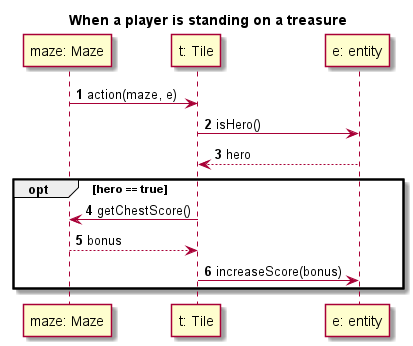 When a player is standing on a treasure
maze: Maze
t: Tile
e: entity
1 action(maze, e)
2 isHero()
3 hero
opt [hero == true]
4 getChestScore()
5 bonus
6 increaseScore(bonus)
maze: Maze
t: Tile
e: entity